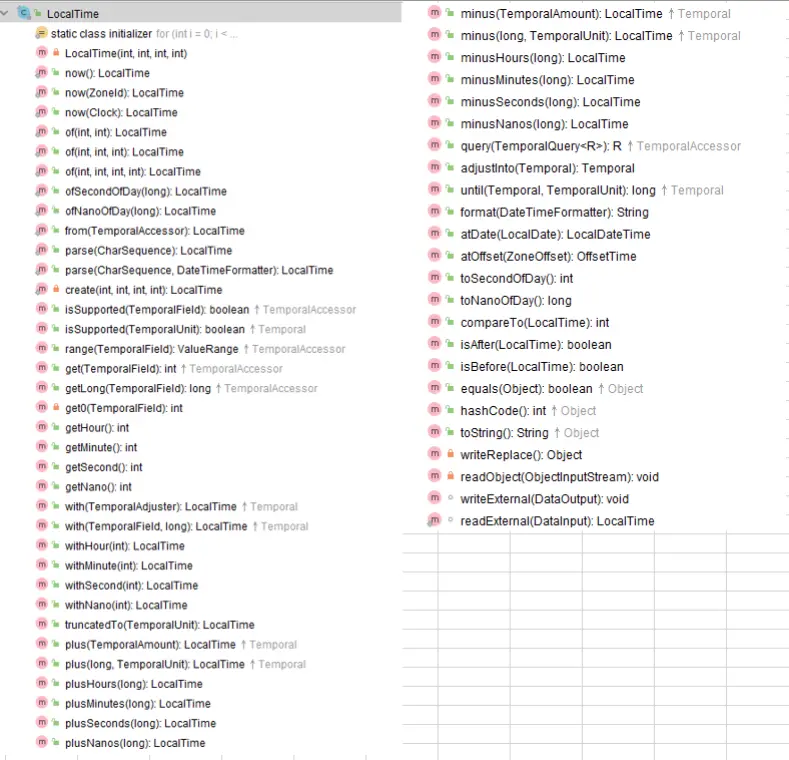 LocalTime
static class initializer for (int i = 0; i < ...
LocalTime(int, int, int, int)
now(): LocalTime
now(ZoneId): LocalTime
now(Clock): LocalTime
of(int, int): LocalTime
of(int, int, int): LocalTime
of(int, int, int, int): LocalTime
ofSecondOfDay(long): LocalTime
ofNanoOfDay(long): LocalTime
from(TemporalAccessor): LocalTime
parse(CharSequence): LocalTime
parse(CharSequence, DateTimeFormatter): LocalTime
create(int, int, int, int): LocalTime
isSupported(TemporalField): boolean ↑ TemporalAccessor
isSupported(TemporalUnit): boolean ↑ Temporal
range(TemporalField): ValueRange ↑ TemporalAccessor
get(TemporalField): int ↑ TemporalAccessor
getLong(TemporalField): long ↑ TemporalAccessor
get0(TemporalField): int
getHour(): int
getMinute(): int
getSecond(): int
getNano(): int
with(TemporalAdjuster): LocalTime ↑ Temporal
with(TemporalField, long): LocalTime ↑ Temporal
withHour(int): LocalTime
withMinute(int): LocalTime
withSecond(int): LocalTime
withNano(int): LocalTime
truncatedTo(TemporalUnit): LocalTime
plus(TemporalAmount): LocalTime ↑ Temporal
plus(long, TemporalUnit): LocalTime ↑ Temporal
plusHours(long): LocalTime
plusMinutes(long): LocalTime
plusSeconds(long): LocalTime
plusNanos(long): LocalTime
minus(TemporalAmount): LocalTime ↑ Temporal
minus(long, TemporalUnit): LocalTime ↑ Temporal
minusHours(long): LocalTime
minusMinutes(long): LocalTime
minusSeconds(long): LocalTime
minusNanos(long): LocalTime
query(TemporalQuery<R>): R ↑ TemporalAccessor
adjustInto(Temporal): Temporal
until(Temporal, TemporalUnit): long ↑ Temporal
format(DateTimeFormatter): String
atDate(LocalDate): LocalDateTime
atOffset(ZoneOffset): OffsetTime
toSecondOfDay(): int
toNanoOfDay(): long
compareTo(LocalTime): int
isAfter(LocalTime): boolean
isBefore(LocalTime): boolean
equals(Object): boolean ↑ Object
hashCode(): int ↑ Object
toString(): String ↑ Object
writeReplace(): Object
readObject(ObjectInputStream): void
writeExternal(DataOutput): void
readExternal(DataInput): LocalTime